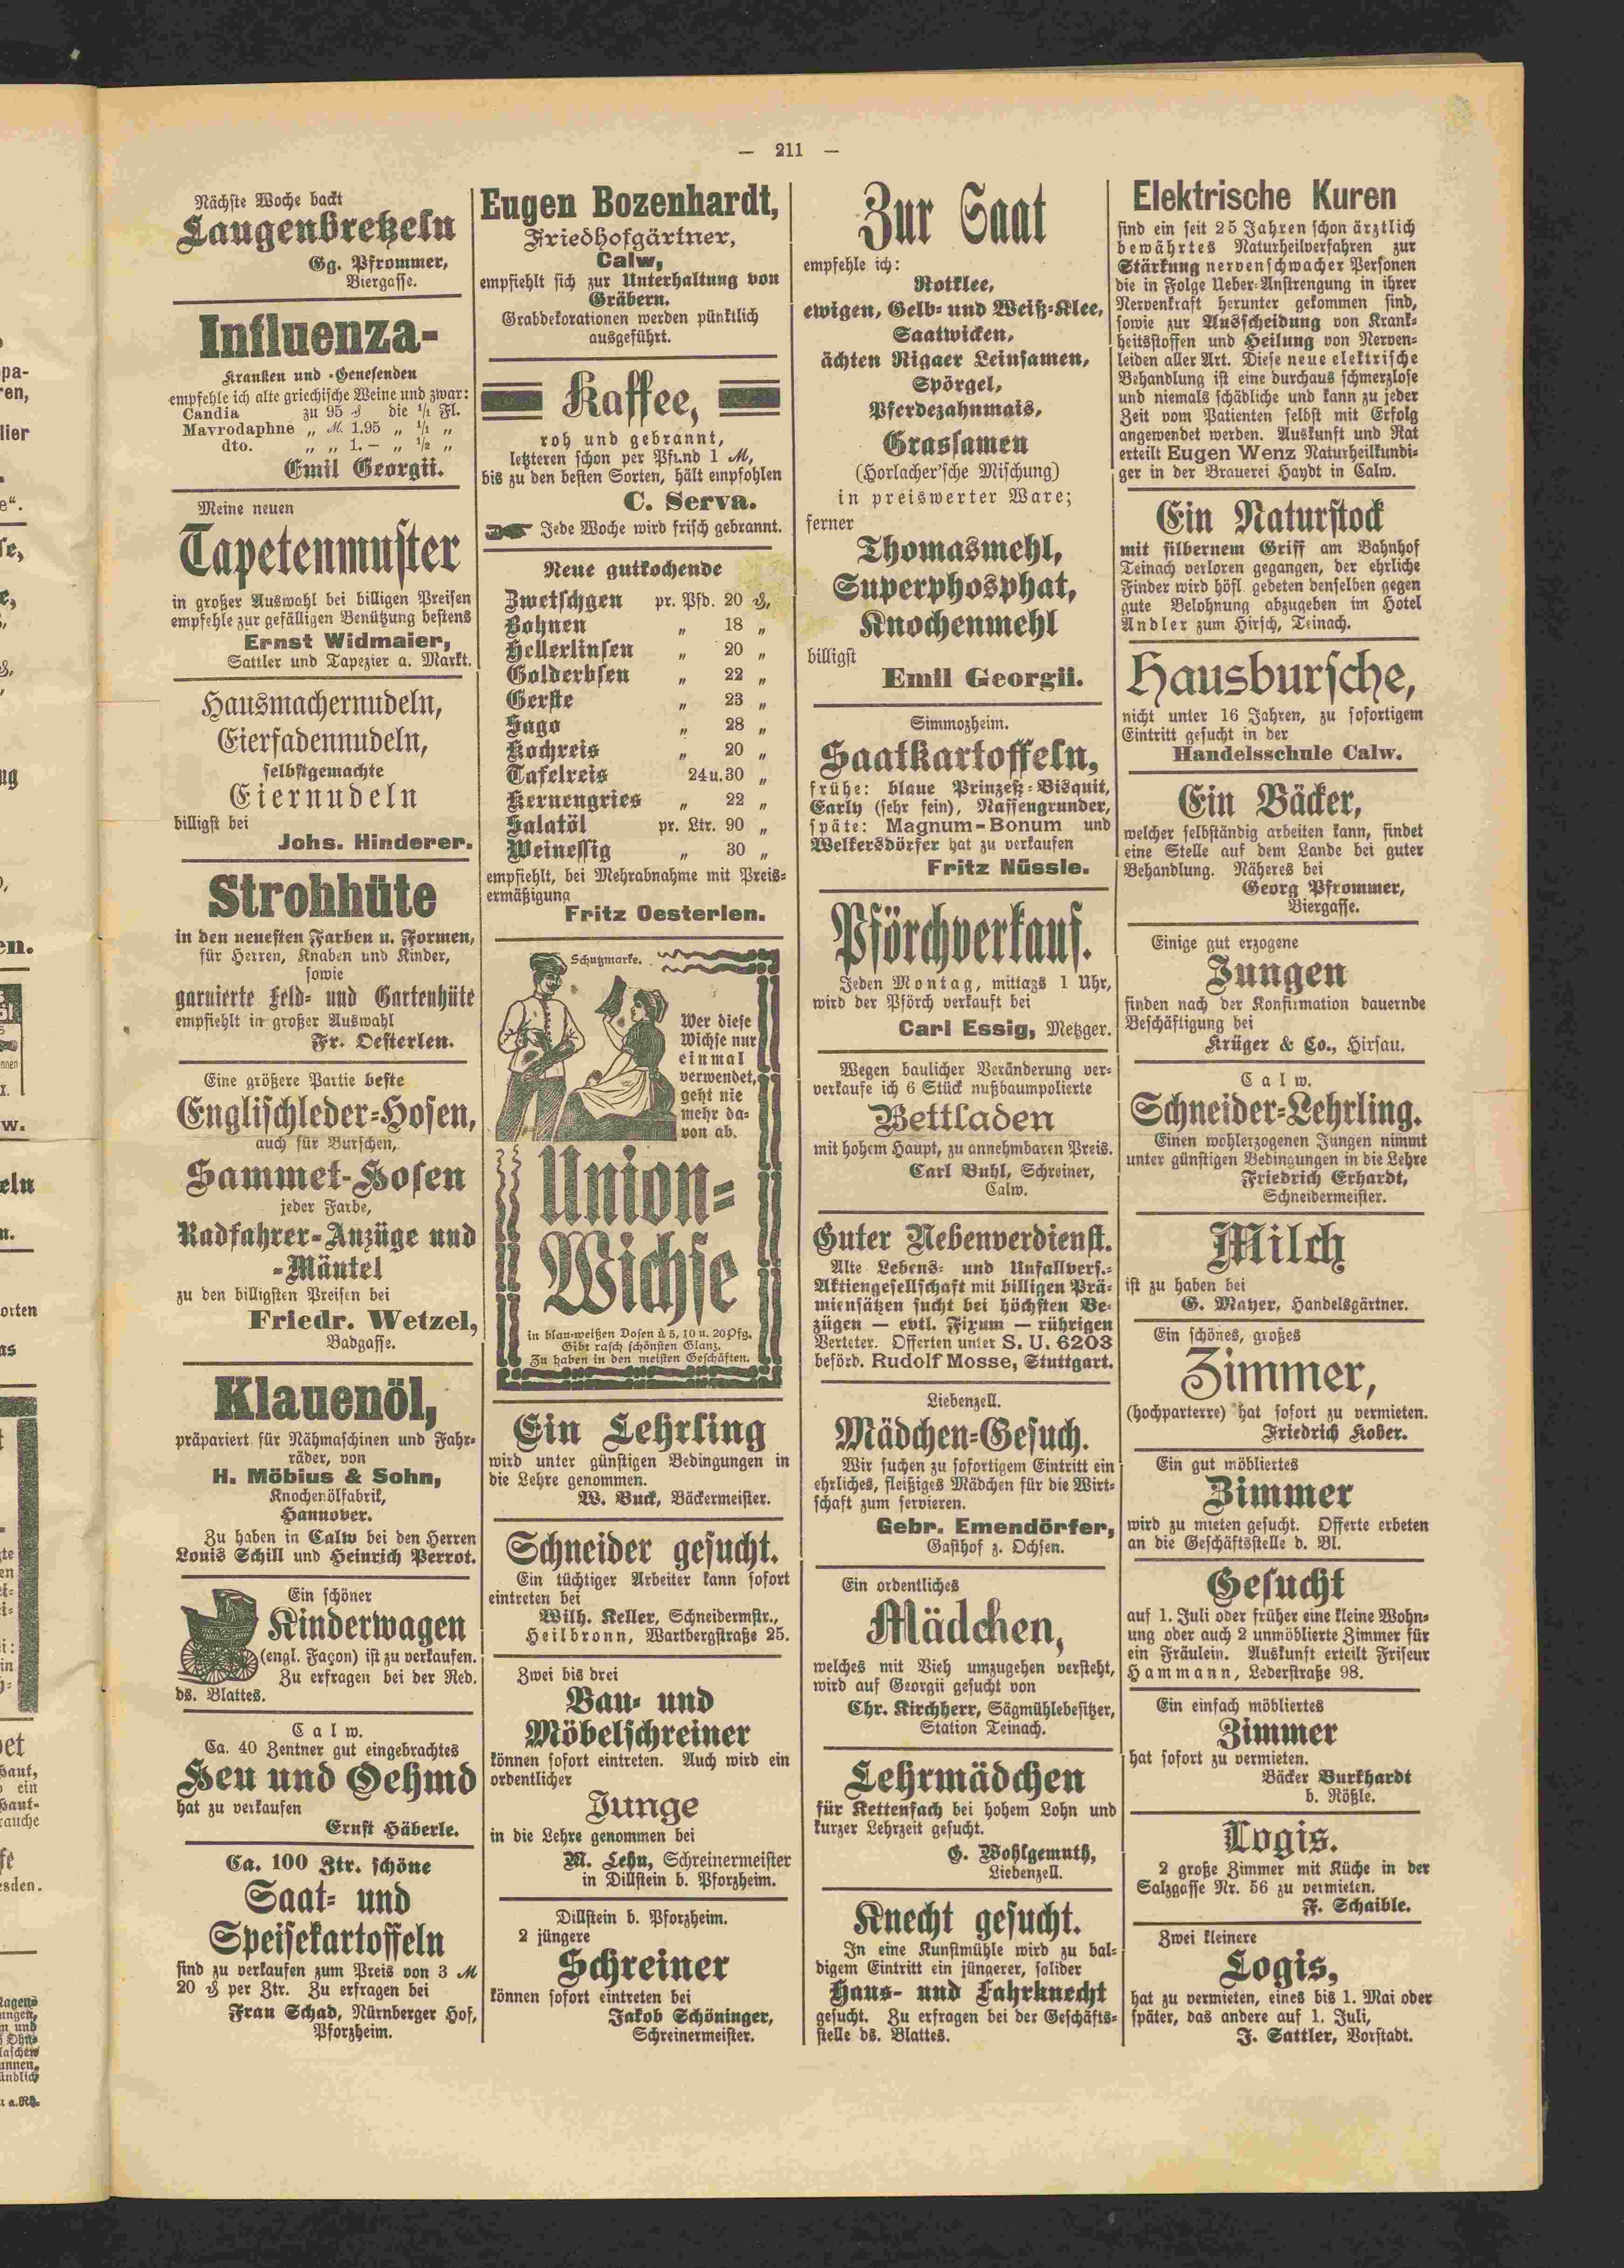 — 211 —
Nächste Woche backt
Laugenbretzeln
Gg. Pfrommer,
Biergasse.
Influenza-
Kranken und -Genesenden
empfehle ich alte griechische Weine und zwar:
Candia zu 95 ₰ die 1/1 Fl.
Mavrodaphne „ M. 1.95 „ 1/1 „
dto. „ „ 1. — „ 1/2 „
Emil Georgii.
Meine neuen
Tapetenmuster
in großer Auswahl bei billigen Preisen
empfehle zur gefälligen Benützung bestens
Ernst Widmaier,
Sattler und Tapezier a. Markt.
Hausmachernudeln,
Eierfadennudeln,
selbstgemachte
Eiernudeln
billigst bei
Johs. Hinderer.
Strohhüte
in den neuesten Farben u. Formen,
für Herren, Knaben und Kinder,
sowie
garnierte Feld- und Gartenhüte
empfiehlt in großer Auswahl
Fr. Oesterlen.
Eine größere Partie beste
Englischleder-Hosen,
auch für Burschen,
Sammet-Hosen
jeder Farbe,
Radfahrer-Anzüge und
-Mäntel
zu den billigsten Preisen bei
Friedr. Wetzel,
Badgasse.
Klauenöl,
präpariert für Nähmaschinen und Fahr-
räder, von
H. Möbius & Sohn,
Knochenölfabrik,
Hannover.
Zu haben in Calw bei den Herren
Louis Schill und Heinrich Perrot.
Ein schöner
Kinderwagen
(engl. Façon) ist zu verkaufen.
Zu erfragen bei der Red.
ds. Blattes.
Calw.
Ca. 40 Zentner gut eingebrachtes
Heu und Oehmd
hat zu verkaufen
Ernst Häberle.
Ca. 100 Ztr. schöne
Saat- und
Speisekartoffeln
sind zu verkaufen zum Preis von 3 M
20 ₰ per Ztr. Zu erfragen bei
Frau Schad, Nürnberger Hof,
Pforzheim.
Eugen Bozenhardt,
Friedhofgärtner,
Calw,
empfiehlt sich zur Unterhaltung von
Gräbern.
Grabdekorationen werden pünktlich
ausgeführt.
Kaffee,
roh und gebrannt,
letzteren schon per Pfund 1 M,
bis zu den besten Sorten, hält empfohlen
C. Serva.
Jede Woche wird frisch gebrannt.
Neue gutkochende
Zwetschgen pr. Pfd. 20 ₰,
Bohnen „ 18 „
Hellerlinsen „ 20 „
Golderbsen „ 22 „
Gerste „ 23 „
Sago „ 28 „
Kochreis „ 20 „
Tafelreis 24 u. 30 „
Kernengries „ 22 „
Salatöl pr. Ltr. 90 „
Weinessig „ 30 „
empfiehlt, bei Mehrabnahme mit Preis-
ermäßigung
Fritz Oesterlen.
Schutzmarke.
Wer diese
Wichse nur
einmal
verwendet,
geht nie
mehr da-
von ab.
Union-
Wichse
in blau-weißen Dosen à 5, 10 u. 20 Pfg.
Gibt rasch schönsten Glanz.
Zu haben in den meisten Geschäften.
Ein Lehrling
wird unter günstigen Bedingungen in
die Lehre genommen.
W. Buck, Bäckermeister.
Schneider gesucht.
Ein tüchtiger Arbeiter kann sofort
eintreten bei
Wilh. Keller, Schneidermstr.,
Heilbronn, Wartbergstraße 25.
Zwei bis drei
Bau- und
Möbelschreiner
können sofort eintreten. Auch wird ein
ordentlicher
Junge
in die Lehre genommen bei
M. Lehn, Schreinermeister
in Dillstein b. Pforzheim.
Dillstein b. Pforzheim.
2 jüngere
Schreiner
können sofort eintreten bei
Jakob Schöninger,
Schreinermeister.
Zur Saat
empfehle ich:
Rotklee,
ewigen, Gelb- und Weiß-Klee,
Saatwicken,
ächten Rigaer Leinsamen,
Spörgel,
Pferdezahnmais,
Grassamen
(Horlacher'sche Mischung)
in preiswerter Ware;
ferner
Thomasmehl,
Superphosphat,
Knochenmehl
billigst
Emil Georgii.
Simmozheim.
Saatkartoffeln,
frühe: blaue Prinzeß-Bisquit,
Early (sehr fein), Nassengrunder,
späte: Magnum-Bonum und
Welkersdörfer hat zu verkaufen
Fritz Nüssle.
Pförchverkauf.
Jeden Montag, mittags 1 Uhr,
wird der Pförch verkauft bei
Carl Essig, Metzger.
Wegen baulicher Veränderung ver-
verkaufe ich 6 Stück nußbaumpolierte
Bettladen
mit hohem Haupt, zu annehmbaren Preis.
Carl Buhl, Schreiner,
Calw.
Guter Nebenverdienst.
Alte Lebens- und Unfallvers.-
Aktiengesellschaft mit billigen Prä-
miensätzen sucht bei höchsten Be-
zügen — evtl. Fixum — rührigen
Verteter. Offerten unter S. U. 6203
beförd. Rudolf Mosse, Stuttgart.
Liebenzell.
Mädchen-Gesuch.
Wir suchen zu sofortigem Eintritt ein
ehrliches, fleißiges Mädchen für die Wirt-
schaft zum servieren.
Gebr. Emendörfer,
Gasthof z. Ochsen.
Ein ordentliches
Mädchen,
welches mit Vieh umzugehen versteht,
wird auf Georgii gesucht von
Chr. Kirchherr, Sägmühlebesitzer,
Station Teinach.
Lehrmädchen
für Kettenfach bei hohem Lohn und
kurzer Lehrzeit gesucht.
G. Wohlgemuth,
Liebenzell.
Knecht gesucht.
In eine Kunstmühle wird zu bal-
digem Eintritt ein jüngerer, solider
Haus- und Fahrknecht
gesucht. Zu erfragen bei der Geschäfts-
stelle ds. Blattes.
Elektrische Kuren
sind ein seit 25 Jahren schon ärztlich
bewährtes Naturheilverfahren zur
Stärkung nervenschwacher Personen
die in Folge Ueber-Anstrengung in ihrer
Nervenkraft herunter gekommen sind,
sowie zur Ausscheidung von Krank-
heitsstoffen und Heilung von Nerven-
leiden aller Art. Diese neue elektrische
Behandlung ist eine durchaus schmerzlose
und niemals schädliche und kann zu jeder
Zeit vom Patienten selbst mit Erfolg
angewendet werden. Auskunft und Rat
erteilt Eugen Wenz Naturheilkundi-
ger in der Brauerei Haydt in Calw.
Ein Naturstock
mit silbernem Griff am Bahnhof
Teinach verloren gegangen, der ehrliche
Finder wird höfl. gebeten denselben gegen
gute Belohnung abzugeben im Hotel
Andler zum Hirsch, Teinach.
Hausbursche,
nicht unter 16 Jahren, zu sofortigem
Eintritt gesucht in der
Handelsschule Calw.
Ein Bäcker,
welcher selbständig arbeiten kann, findet
eine Stelle auf dem Lande bei guter
Behandlung. Näheres bei
Georg Pfrommer,
Biergasse.
Einige gut erzogene
Jungen
finden nach der Konfirmation dauernde
Beschäftigung bei
Krüger & Co., Hirsau.
Calw.
Schneider-Lehrling.
Einen wohlerzogenen Jungen nimmt
unter günstigen Bedingungen in die Lehre
Friedrich Erhardt,
Schneidermeister.
Milch
ist zu haben bei
G. Mayer, Handelsgärtner.
Ein schönes, großes
Zimmer,
(hochparterre) hat sofort zu vermieten.
Friedrich Kober.
Ein gut möbliertes
Zimmer
wird zu mieten gesucht. Offerte erbeten
an die Geschäftsstelle d. Bl.
Gesucht
auf 1. Juli oder früher eine kleine Wohn-
ung oder auch 2 unmöblierte Zimmer für
ein Fräulein. Auskunft erteilt Friseur
Hammann, Lederstraße 98.
Ein einfach möbliertes
Zimmer
hat sofort zu vermieten.
Bäcker Burkhardt
b. Rößle.
Logis.
2 große Zimmer mit Küche in der
Salzgasse Nr. 56 zu vermieten.
F. Schaible.
Zwei kleinere
Logis,
hat zu vermieten, eines bis 1. Mai oder
später, das andere auf 1. Juli,
J. Sattler, Vorstadt.